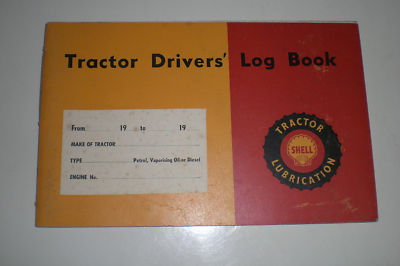 Tractor Drivers' Log Book
From 19 to 19
MAKE OF TRACTOR
TYPE Petrol, Vaporising Oil or Diesel
ENGINE No.
TRACTOR
SHELL
LUBRICATION